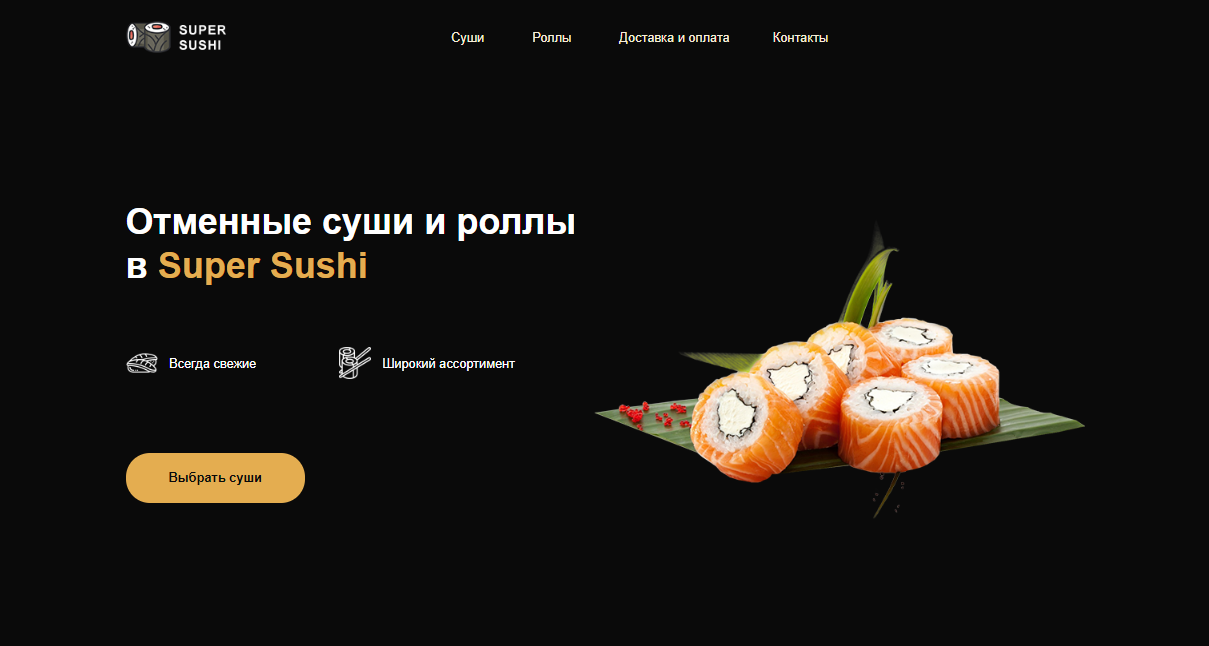 SUPER
SUSHI
Суши
Роллы
Доставка и оплата
Контакты
Отменные суши и роллы
в Super Sushi
Всегда свежие
Широкий ассортимент
Выбрать суши